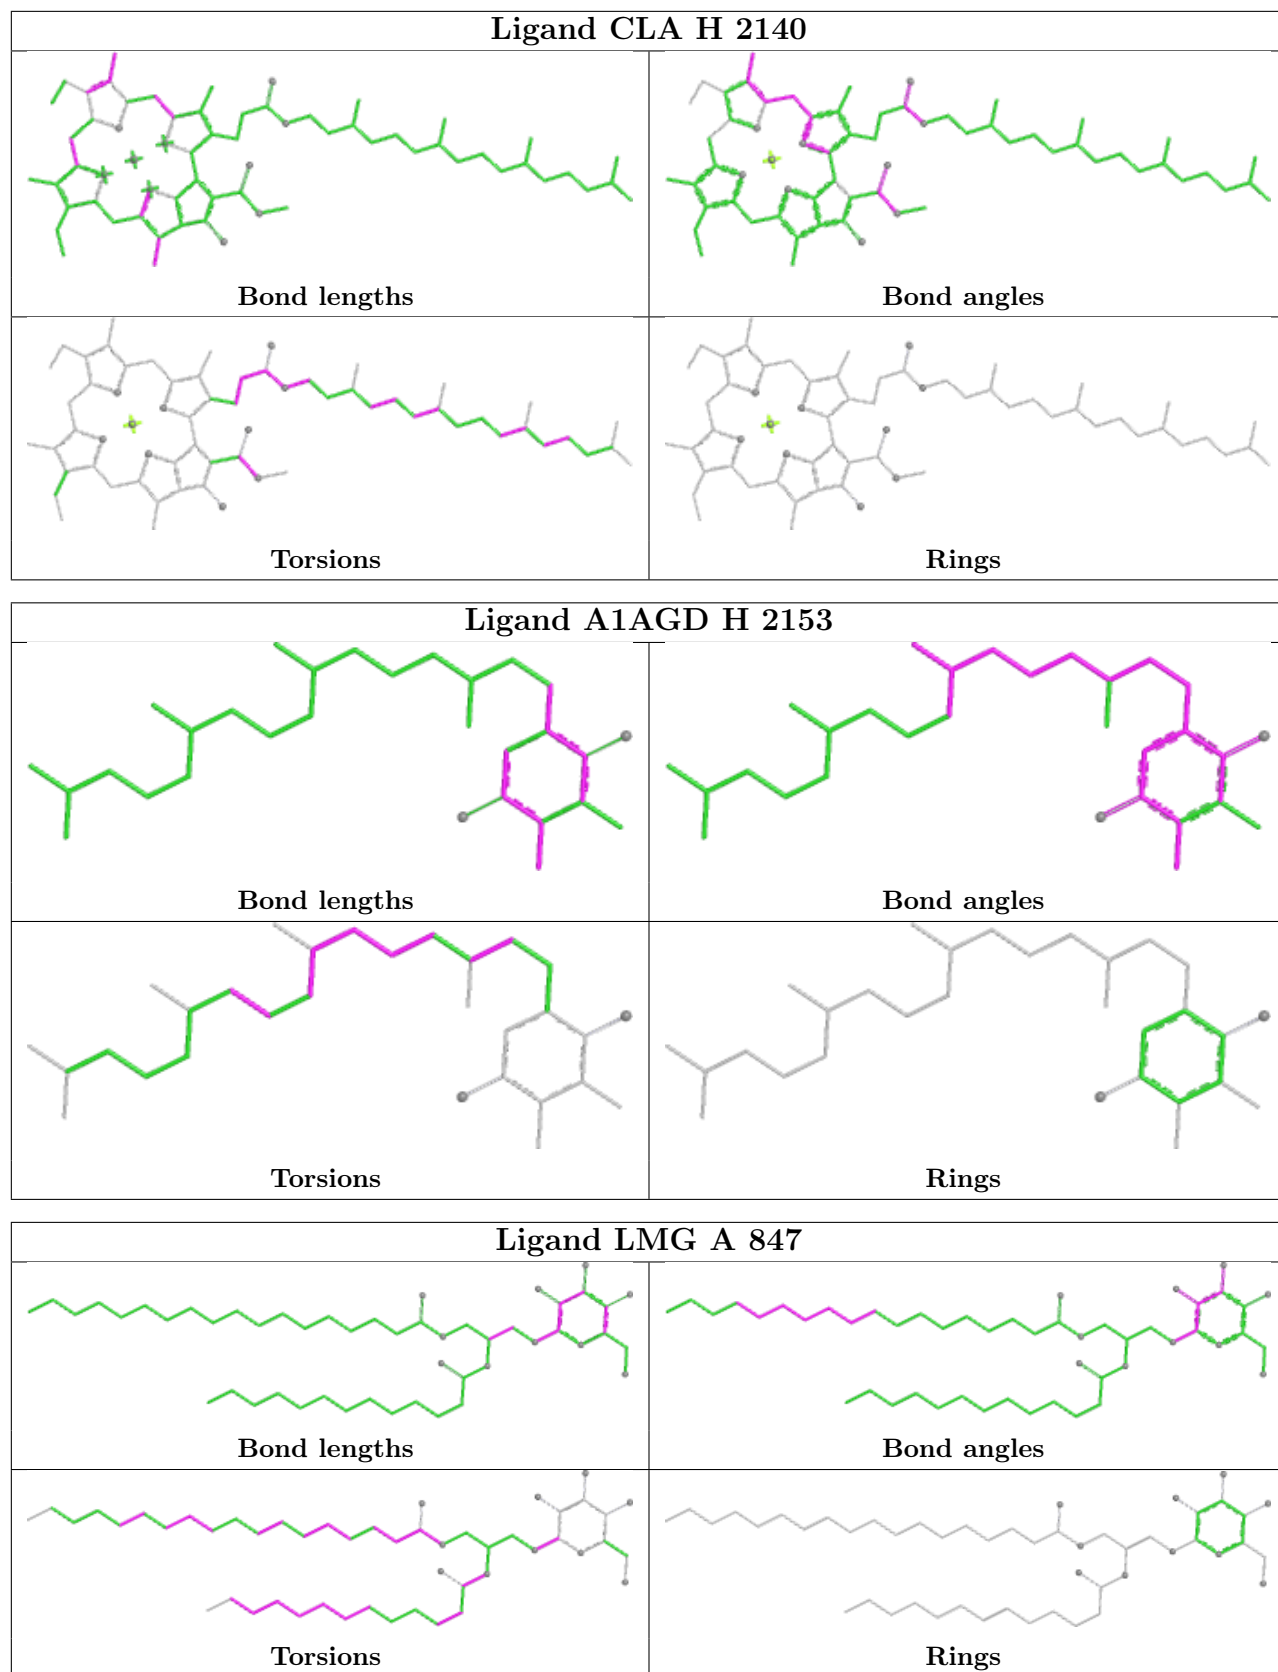 Ligand CLA H 2140
Bond lengths
Bond angles
Torsions
Rings
Ligand A1AGD H 2153
Bond lengths
Bond angles
Torsions
Rings
Ligand LMG A 847
Bond lengths
Bond angles
Torsions
Rings